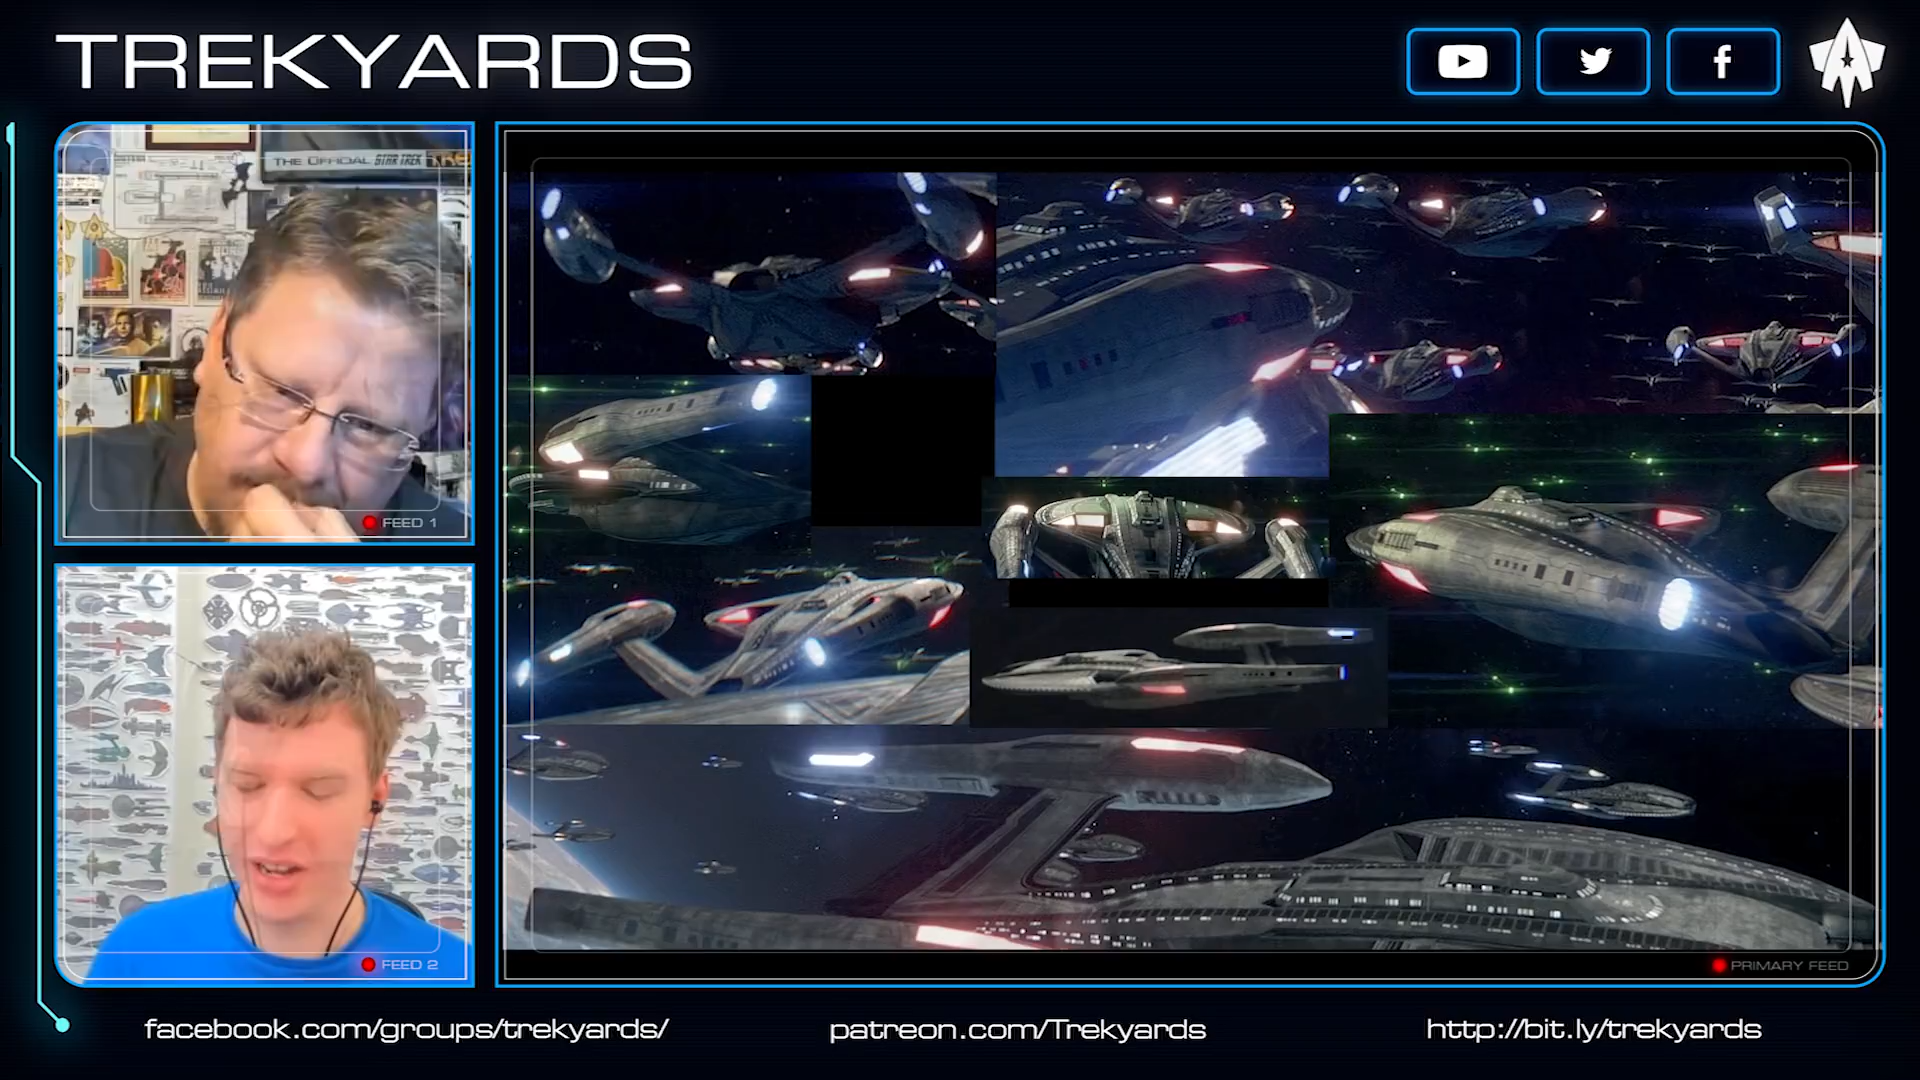 TREKYARDS
THE OFFICIAL STAR TREK
FEED 1
FEED 2
PRIMARY FEED
facebook.com/groups/trekyards/
patreon.com/Trekyards
http://bit.ly/trekyards